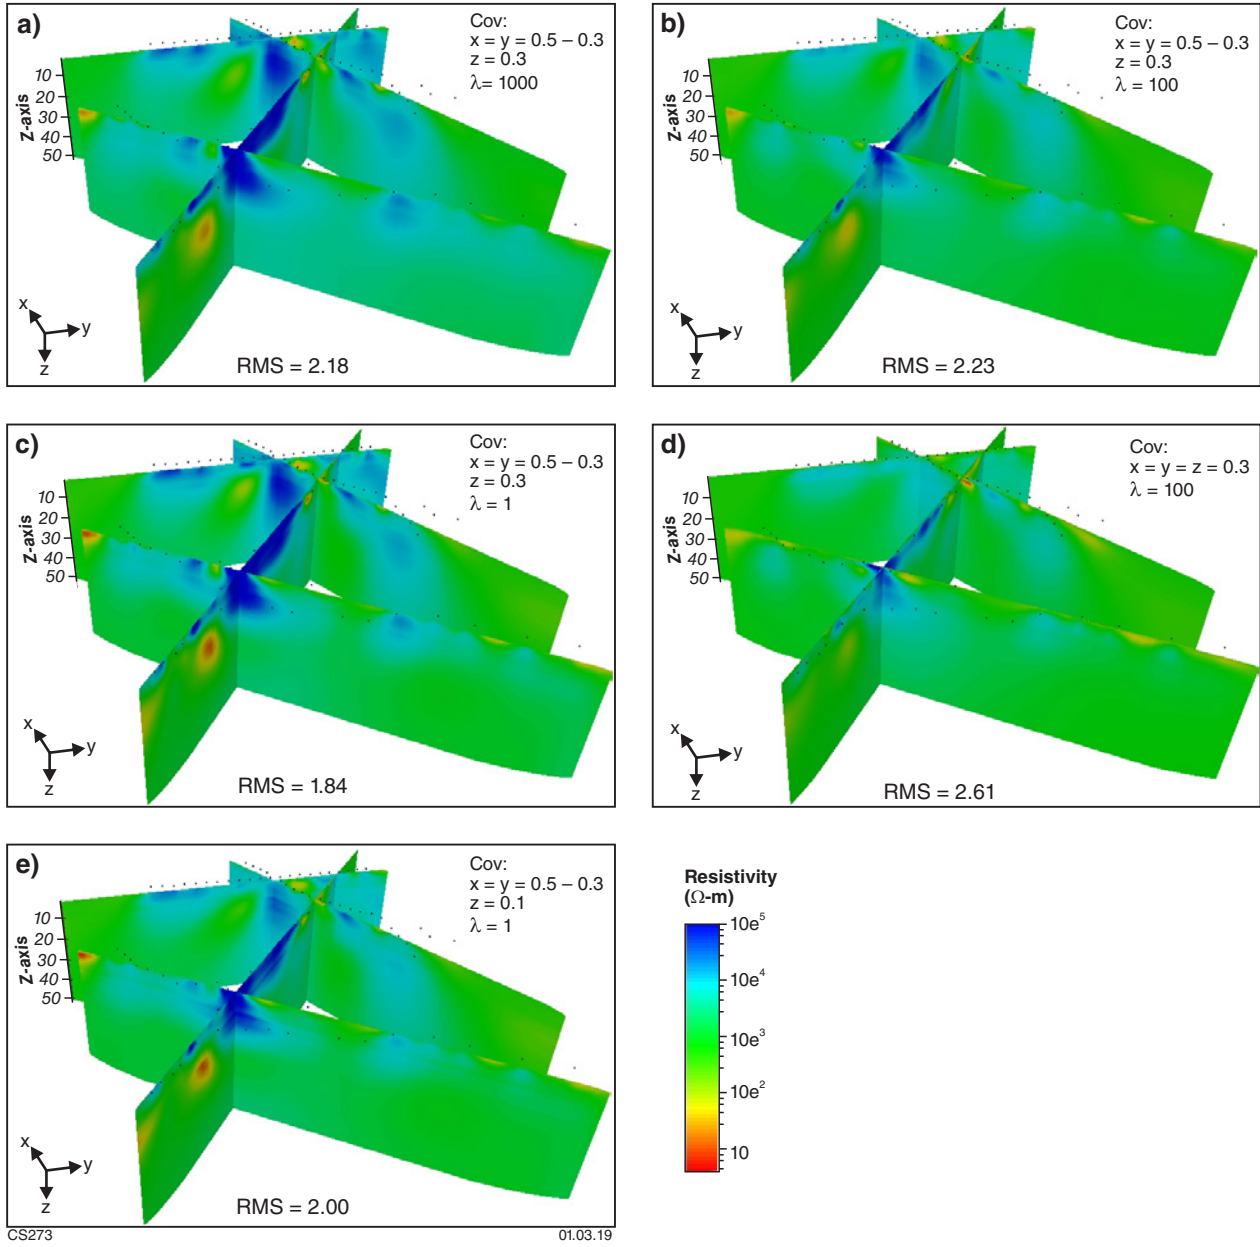 a)
Cov:
x = y = 0.5 – 0.3
z = 0.3
λ= 1000
Z-axis
10
20
30
40
50
x
y
z
RMS = 2.18
b)
Cov:
x = y = 0.5 – 0.3
z = 0.3
λ = 100
Z-axis
10
20
30
40
50
x
y
z
RMS = 2.23
c)
Cov:
x = y = 0.5 – 0.3
z = 0.3
λ = 1
Z-axis
10
20
30
40
50
x
y
z
RMS = 1.84
d)
Cov:
x = y = z = 0.3
λ = 100
Z-axis
10
20
30
40
50
x
y
z
RMS = 2.61
e)
Cov:
x = y = 0.5 – 0.3
z = 0.1
λ = 1
Z-axis
10
20
30
40
50
x
y
z
RMS = 2.00
Resistivity
(Ω-m)
10e⁵
10e⁴
10e³
10e²
10
CS273
01.03.19